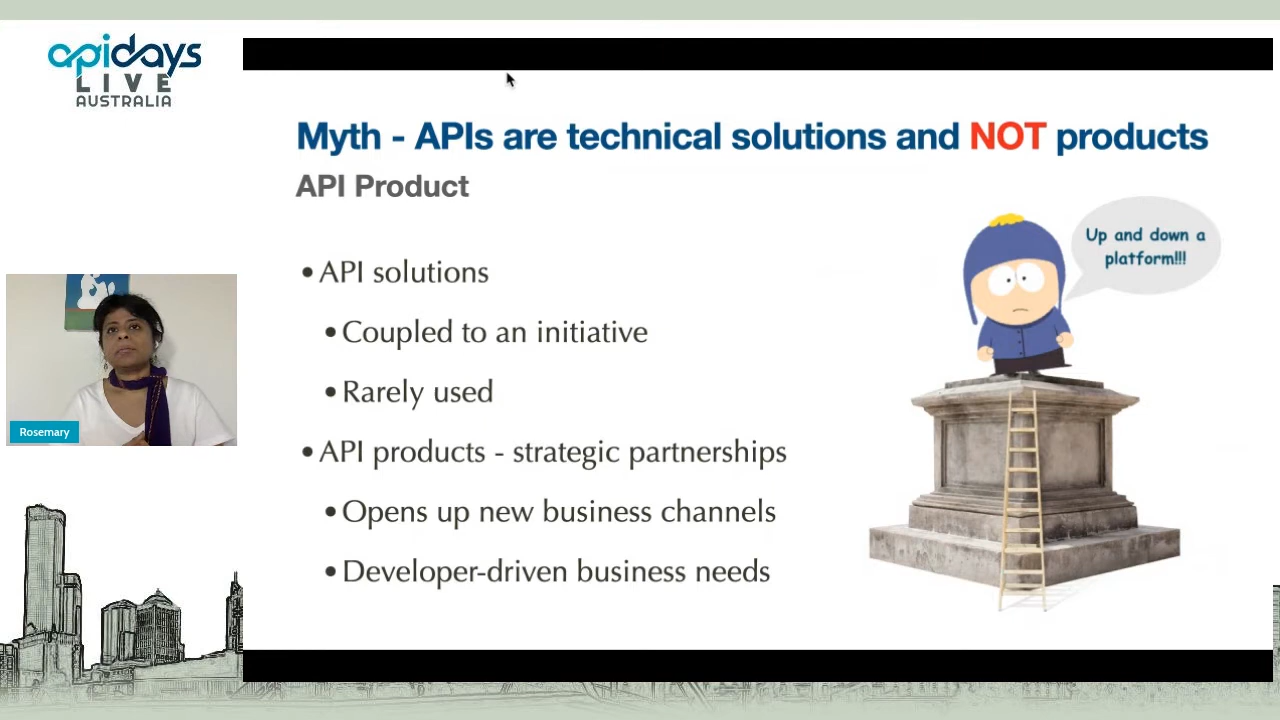 apidays
LIVE
AUSTRALIA
Myth - APIs are technical solutions and NOT products
API Product
• API solutions
• Coupled to an initiative
• Rarely used
• API products - strategic partnerships
• Opens up new business channels
• Developer-driven business needs
Up and down a
platform!!!
Rosemary